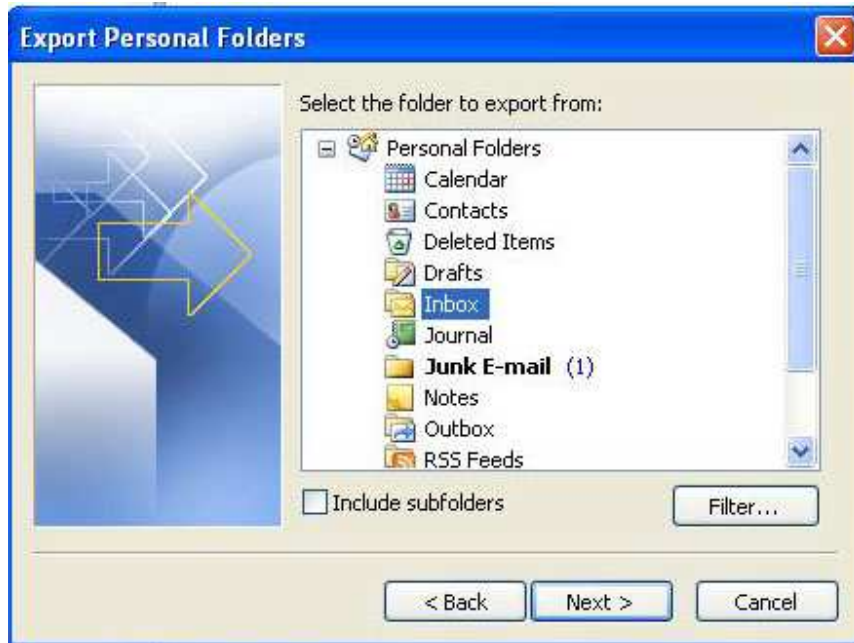 Export Personal Folders
Select the folder to export from:
Personal Folders
Calendar
Contacts
Deleted Items
Drafts
Inbox
Journal
Junk E-mail (1)
Notes
Outbox
RSS Feeds
Include subfolders
Filter...
< Back
Next >
Cancel